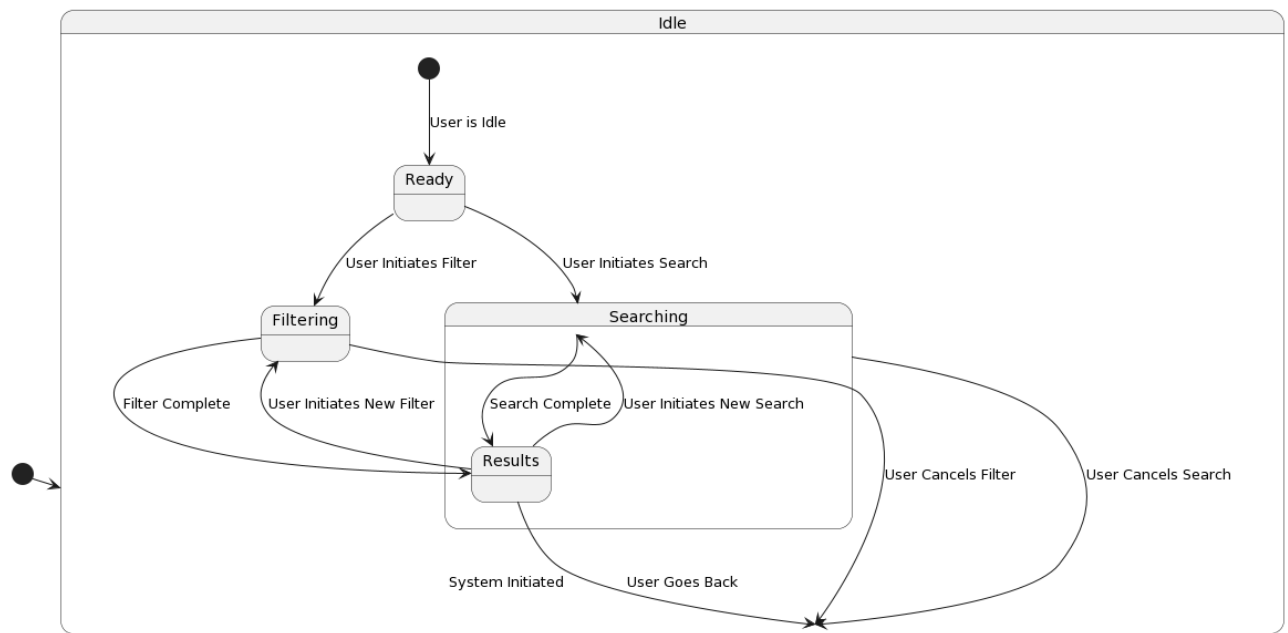 Idle
User is Idle
Ready
User Initiates Filter
User Initiates Search
Filtering
Searching
Filter Complete
User Initiates New Filter
Search Complete
User Initiates New Search
Results
User Cancels Filter
User Cancels Search
System Initiated
User Goes Back